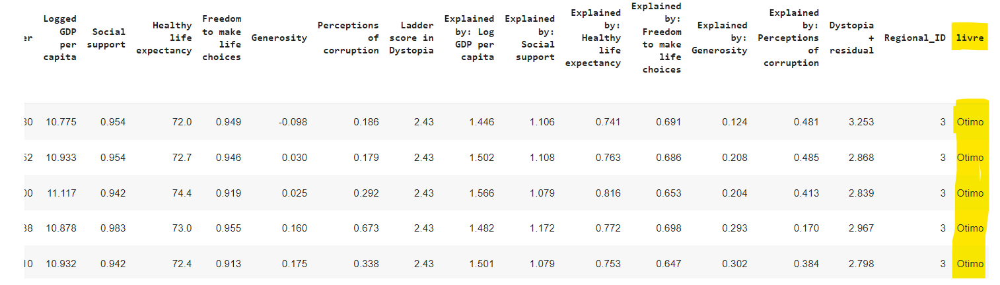 er Logged GDP per capita Social support Healthy life expectancy Freedom to make life choices Generosity Perceptions of corruption Ladder score in Dystopia Explained by: Log GDP per capita Explained by: Social support Explained by: Healthy life expectancy Explained by: Freedom to make life choices Explained by: Generosity Explained by: Perceptions of corruption Dystopia + residual Regional_ID livre
10.775 0.954 72.0 0.949 -0.098 0.186 2.43 1.446 1.106 0.741 0.691 0.124 0.481 3.253 3 Otimo
52 10.933 0.954 72.7 0.946 0.030 0.179 2.43 1.502 1.108 0.763 0.686 0.208 0.485 2.868 3 Otimo
11.117 0.942 74.4 0.919 0.025 0.292 2.43 1.566 1.079 0.816 0.653 0.204 0.413 2.839 3 Otimo
10.878 0.983 73.0 0.955 0.160 0.673 2.43 1.482 1.172 0.772 0.698 0.293 0.170 2.967 3 Otimo
10 10.932 0.942 72.4 0.913 0.175 0.338 2.43 1.501 1.079 0.753 0.647 0.302 0.384 2.798 3 Otimo